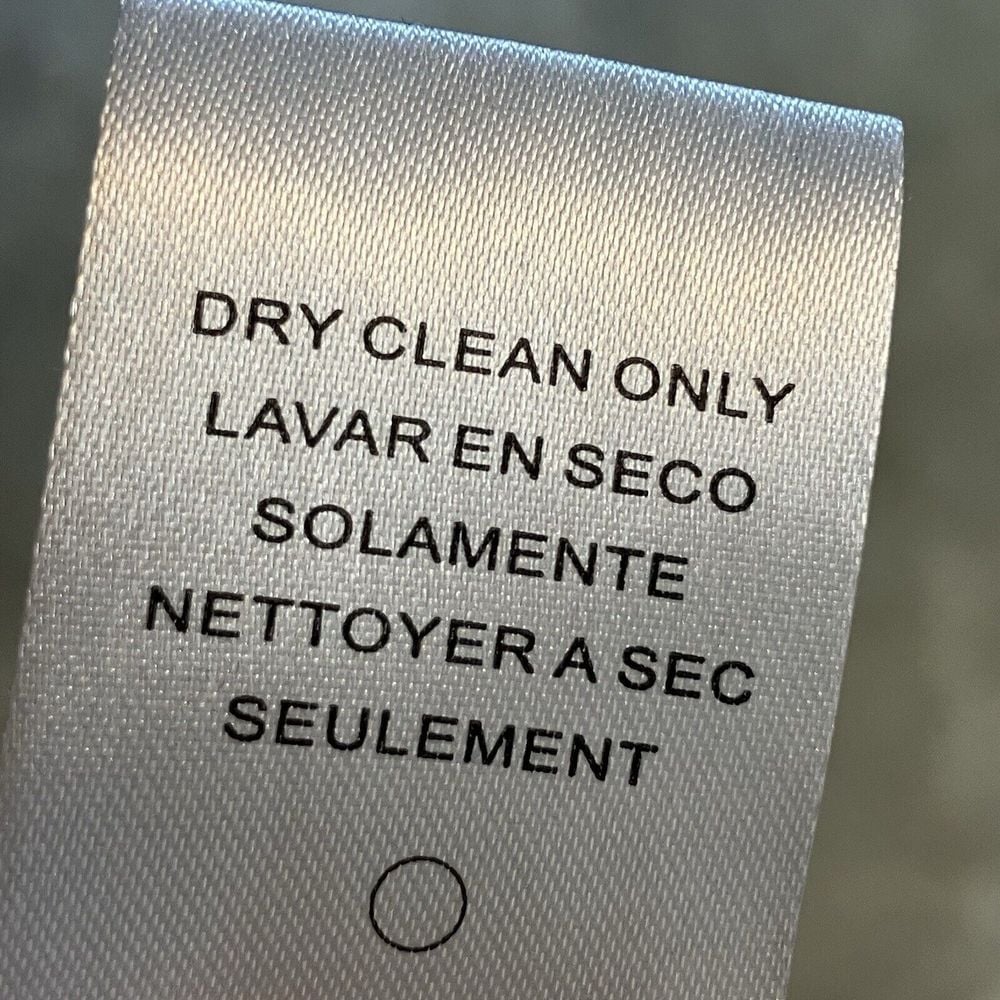 DRY CLEAN ONLY
LAVAR EN SECO
SOLAMENTE
NETTOYER A SEC
SEULEMENT